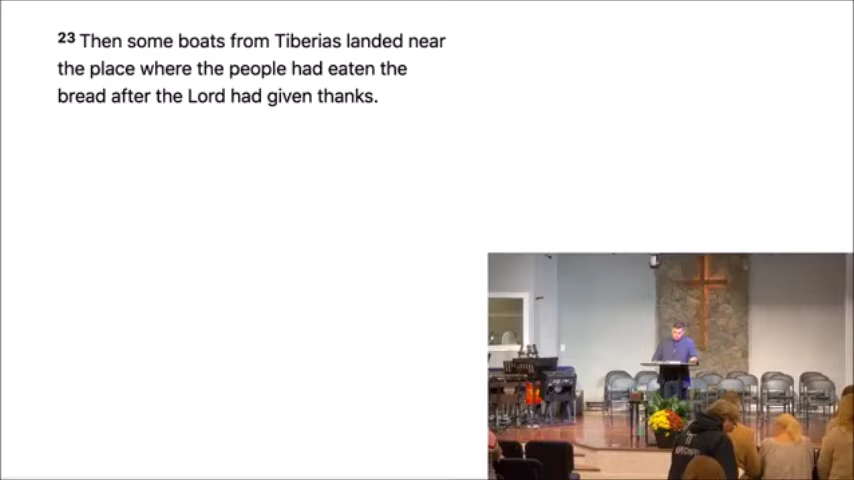 23 Then some boats from Tiberias landed near
the place where the people had eaten the
bread after the Lord had given thanks.